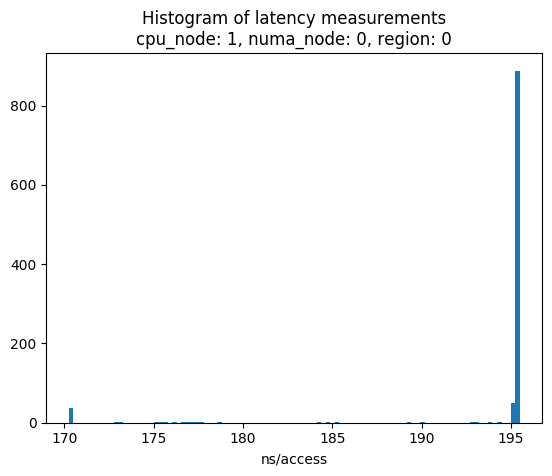 Histogram of latency measurements
cpu_node: 1, numa_node: 0, region: 0
800
600
400
200
0
170 175 180 185 190 195
ns/access